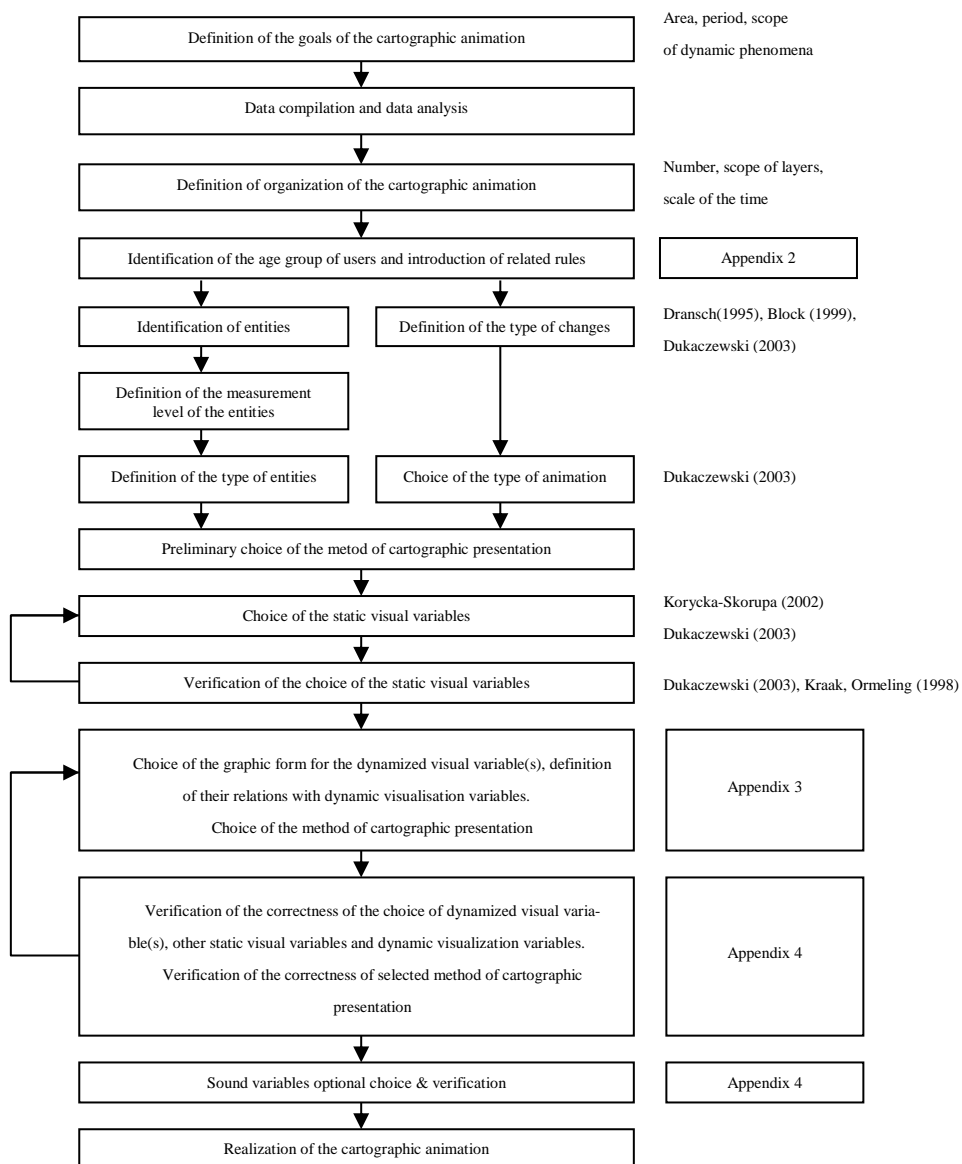 Definition of the goals of the cartographic animation
Area, period, scope
of dynamic phenomena
Data compilation and data analysis
Definition of organization of the cartographic animation
Number, scope of layers,
scale of the time
Identification of the age group of users and introduction of related rules
Appendix 2
Identification of entities
Definition of the type of changes
Dransch(1995), Block (1999),
Dukaczewski (2003)
Definition of the measurement
level of the entities
Definition of the type of entities
Choice of the type of animation
Dukaczewski (2003)
Preliminary choice of the metod of cartographic presentation
Choice of the static visual variables
Korycka-Skorupa (2002)
Dukaczewski (2003)
Verification of the choice of the static visual variables
Dukaczewski (2003), Kraak, Ormeling (1998)
Choice of the graphic form for the dynamized visual variable(s), definition
of their relations with dynamic visualisation variables.
Choice of the method of cartographic presentation
Appendix 3
Verification of the correctness of the choice of dynamized visual varia-
ble(s), other static visual variables and dynamic visualization variables.
Verification of the correctness of selected method of cartographic
presentation
Appendix 4
Sound variables optional choice & verification
Appendix 4
Realization of the cartographic animation